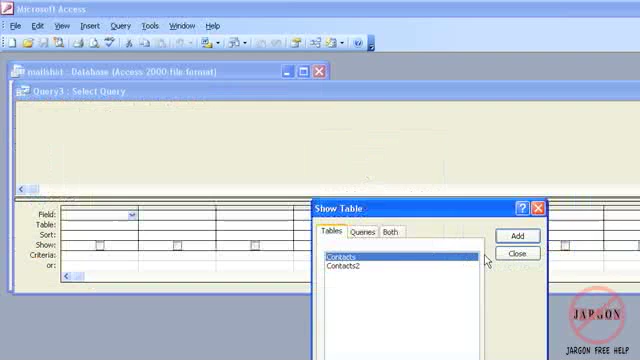 Microsoft Access
File Edit View Insert Query Tools Window Help
mailshot : Database (Access 2000 file format)
Query3 : Select Query
Show Table
Field:
Table:
Sort:
Show:
Criteria:
or:
Tables Queries Both
Add
Close
Contacts
Contacts2
JARGON
JARGON FREE HELP